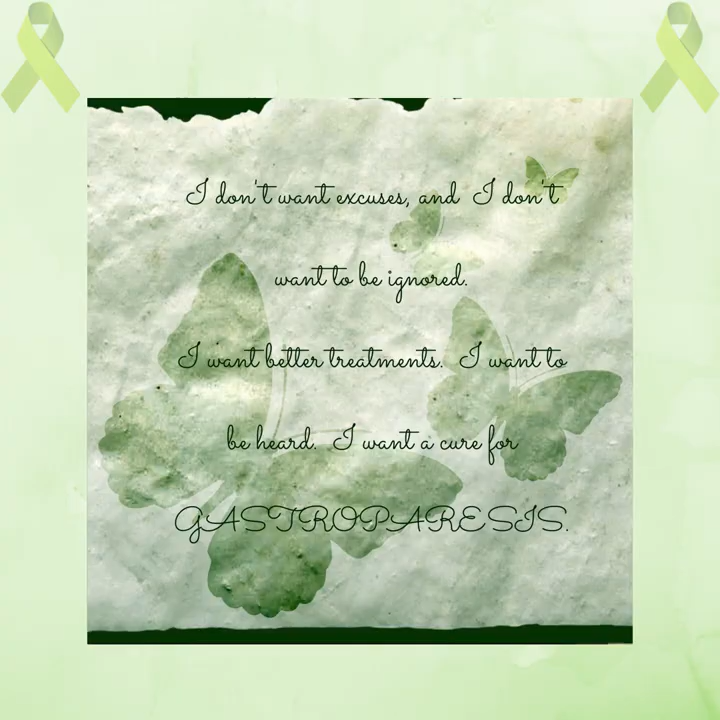 I don't want excuses, and I don't
want to be ignored.
I want better treatments. I want to
be heard. I want a cure for
GASTROPARESIS.